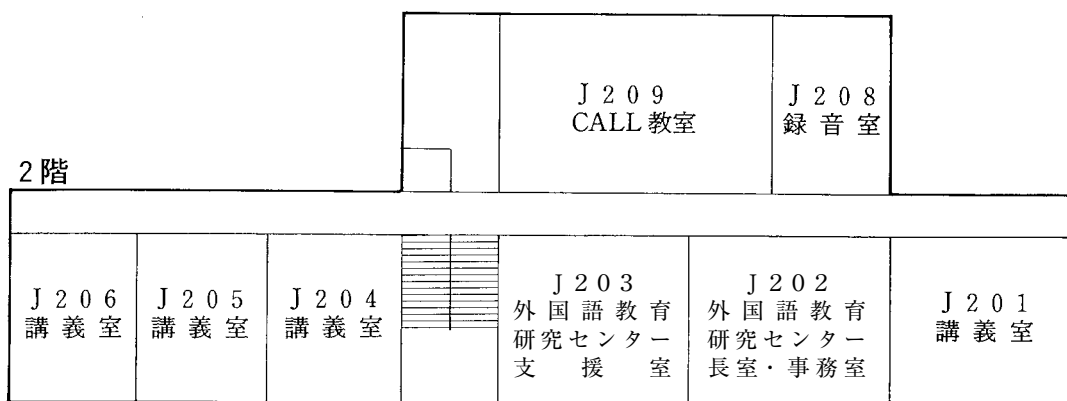 J209
CALL教室
J208
録音室
2階
J206
講義室
J205
講義室
J204
講義室
J203
外国語教育
研究センター
支援室
J202
外国語教育
研究センター
長室・事務室
J201
講義室